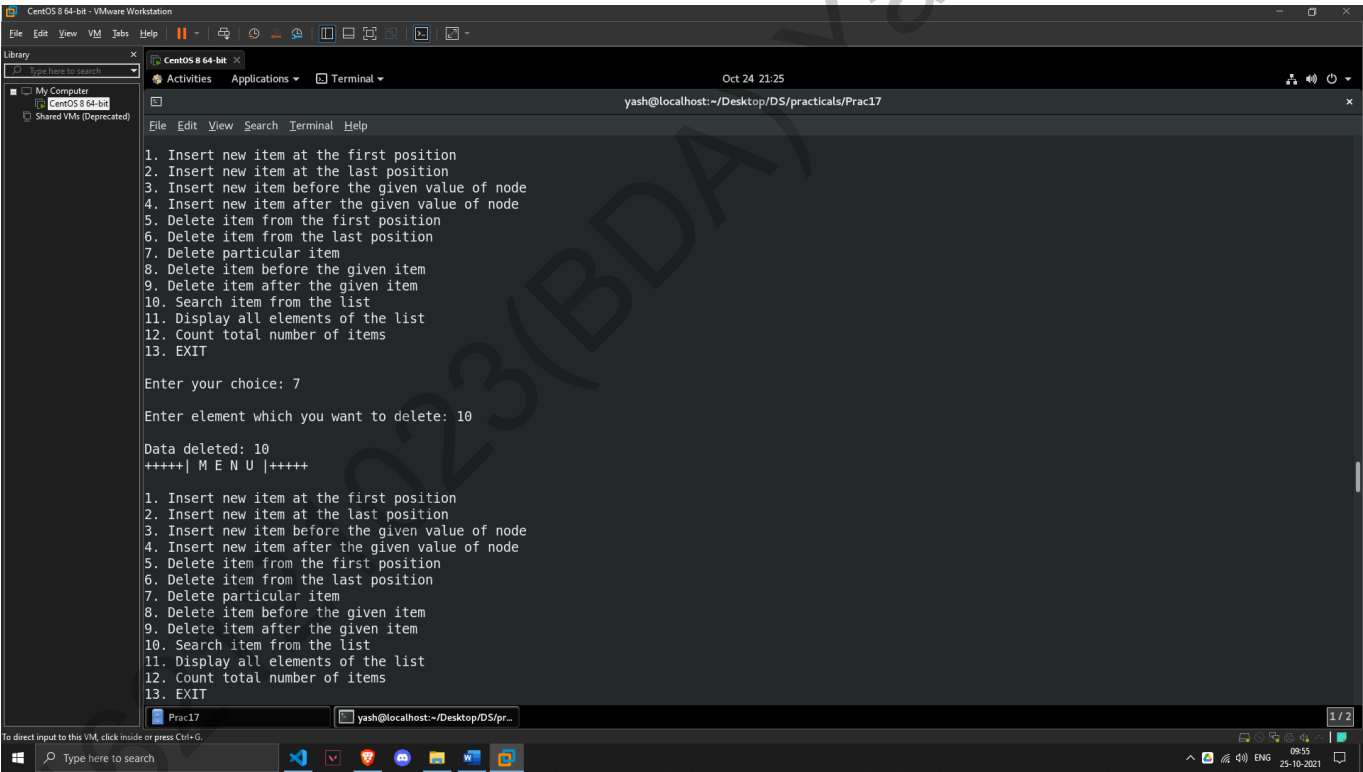 CentOS 8 64-bit - VMware Workstation
File Edit View VM Tabs Help
Library
Type here to search
My Computer
CentOS 8 64-bit
Shared VMs (Deprecated)
CentOS 8 64-bit
Activities Applications Terminal Oct 24 21:25
yash@localhost:~/Desktop/DS/practicals/Prac17
File Edit View Search Terminal Help
1. Insert new item at the first position
2. Insert new item at the last position
3. Insert new item before the given value of node
4. Insert new item after the given value of node
5. Delete item from the first position
6. Delete item from the last position
7. Delete particular item
8. Delete item before the given item
9. Delete item after the given item
10. Search item from the list
11. Display all elements of the list
12. Count total number of items
13. EXIT
Enter your choice: 7
Enter element which you want to delete: 10
Data deleted: 10
+++++| M E N U |+++++
1. Insert new item at the first position
2. Insert new item at the last position
3. Insert new item before the given value of node
4. Insert new item after the given value of node
5. Delete item from the first position
6. Delete item from the last position
7. Delete particular item
8. Delete item before the given item
9. Delete item after the given item
10. Search item from the list
11. Display all elements of the list
12. Count total number of items
13. EXIT
Prac17 yash@localhost:~/Desktop/DS/pr... 1 / 2
To direct input to this VM, click inside or press Ctrl+G.
Type here to search
ENG 09:55
25-10-2021